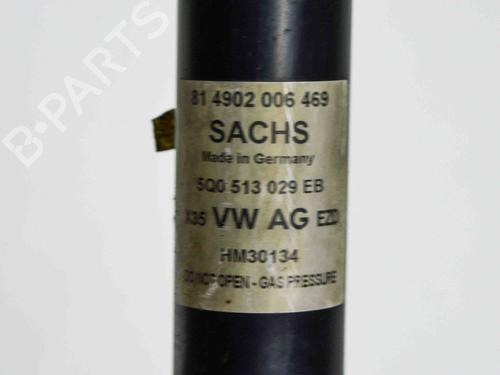 B-PARTS
81 4902 006 469
SACHS
Made in Germany
5Q0 513 029 EB
X35 VW AG EZD
HM30134
DO NOT OPEN - GAS PRESSURE